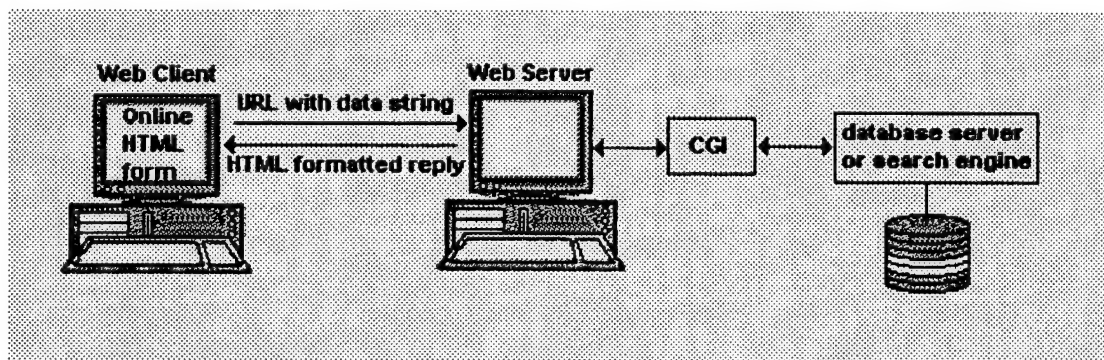 Web Client
Web Server
Online
HTML
form
URL with data string
HTML formatted reply
CGI
database server
or search engine